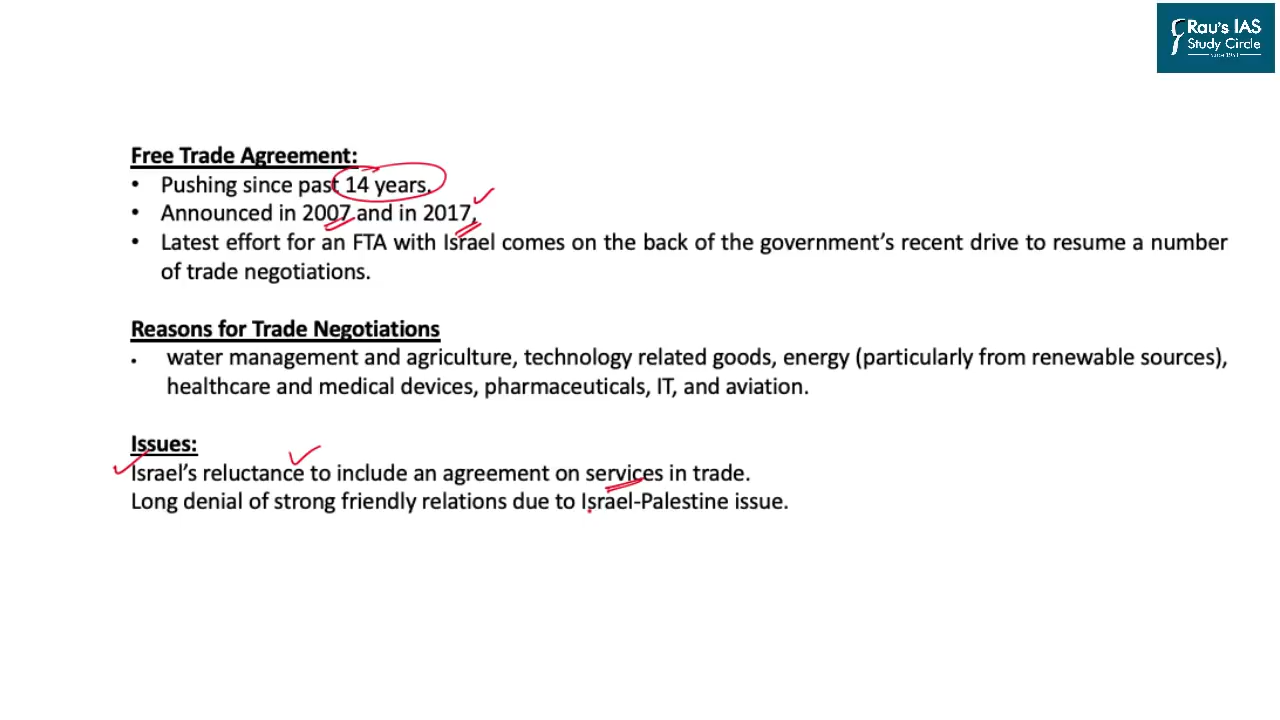 Rau's IAS
Study Circle
since 1953
Free Trade Agreement:
• Pushing since past 14 years.
• Announced in 2007 and in 2017,
• Latest effort for an FTA with Israel comes on the back of the government's recent drive to resume a number
of trade negotiations.
Reasons for Trade Negotiations
• water management and agriculture, technology related goods, energy (particularly from renewable sources),
healthcare and medical devices, pharmaceuticals, IT, and aviation.
Issues:
Israel's reluctance to include an agreement on services in trade.
Long denial of strong friendly relations due to Israel-Palestine issue.